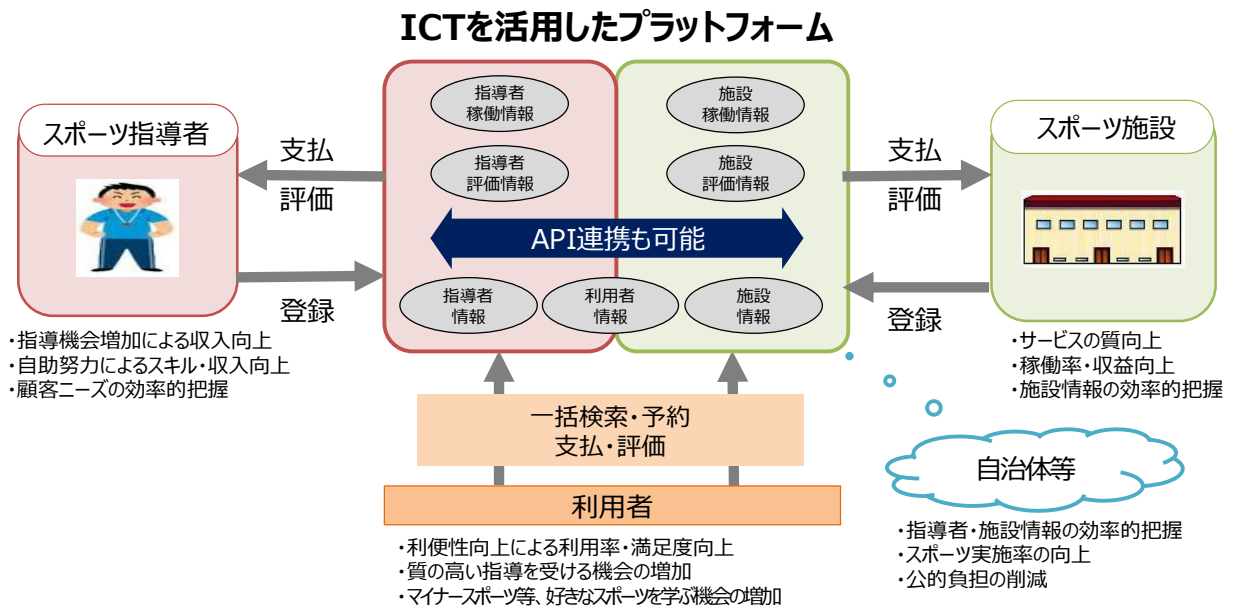 ICTを活用したプラットフォーム
スポーツ指導者
支払
評価
登録
・指導機会増加による収入向上
・自助努力によるスキル・収入向上
・顧客ニーズの効率的把握
指導者
稼働情報
施設
稼働情報
指導者
評価情報
施設
評価情報
API連携も可能
指導者
情報
利用者
情報
施設
情報
スポーツ施設
支払
評価
登録
・サービスの質向上
・稼働率・収益向上
・施設情報の効率的把握
一括検索・予約
支払・評価
利用者
・利便性向上による利用率・満足度向上
・質の高い指導を受ける機会の増加
・マイナースポーツ等、好きなスポーツを学ぶ機会の増加
自治体等
・指導者・施設情報の効率的把握
・スポーツ実施率の向上
・公的負担の削減